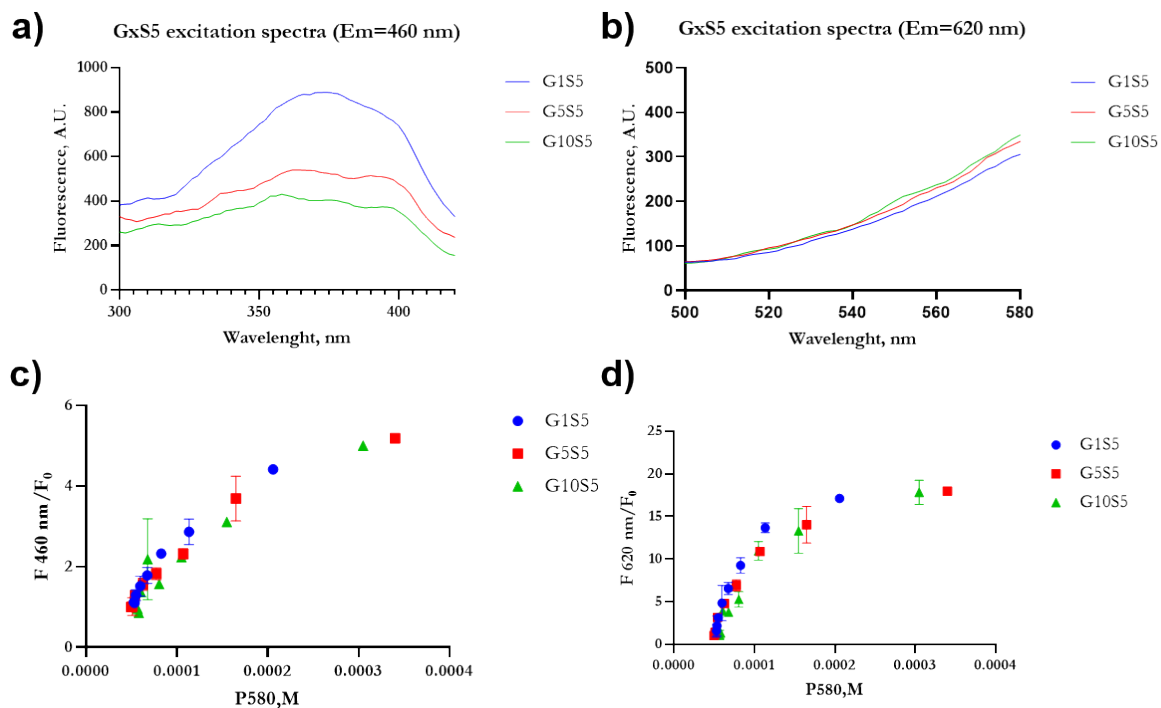 a)
GxS5 excitation spectra (Em=460 nm)
1000
800
600
400
200
0
Fluorescence, A.U.
300
350
400
Wavelenght, nm
G1S5
G5S5
G10S5
b)
GxS5 excitation spectra (Em=620 nm)
500
400
300
200
100
0
Fluorescence, A.U.
500
520
540
560
580
Wavelenght, nm
G1S5
G5S5
G10S5
c)
6
4
2
0
F 460 nm/F0
0.0000
0.0001
0.0002
0.0003
0.0004
P580,M
G1S5
G5S5
G10S5
d)
25
20
15
10
5
0
F 620 nm/F0
0.0000
0.0001
0.0002
0.0003
0.0004
P580,M
G1S5
G5S5
G10S5